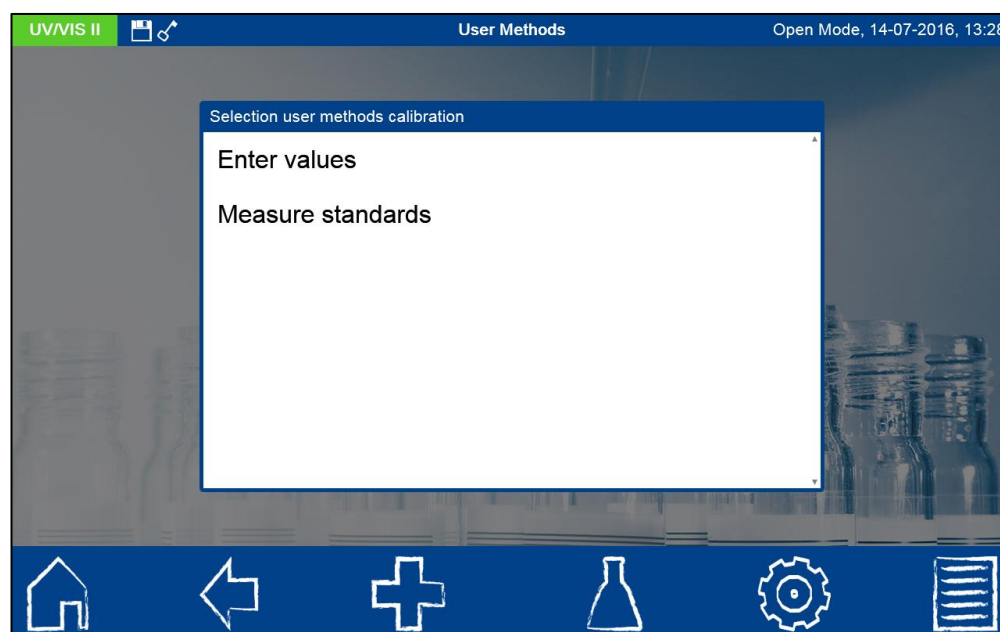 UV/VIS II User Methods Open Mode, 14-07-2016, 13:28
Selection user methods calibration
Enter values
Measure standards